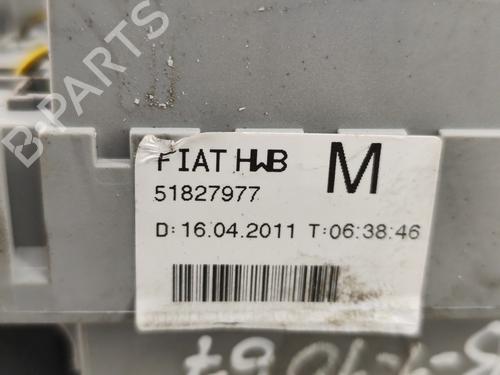 B-PARTS
FIAT HWB M
51827977
D: 16.04.2011 T:06:38:46